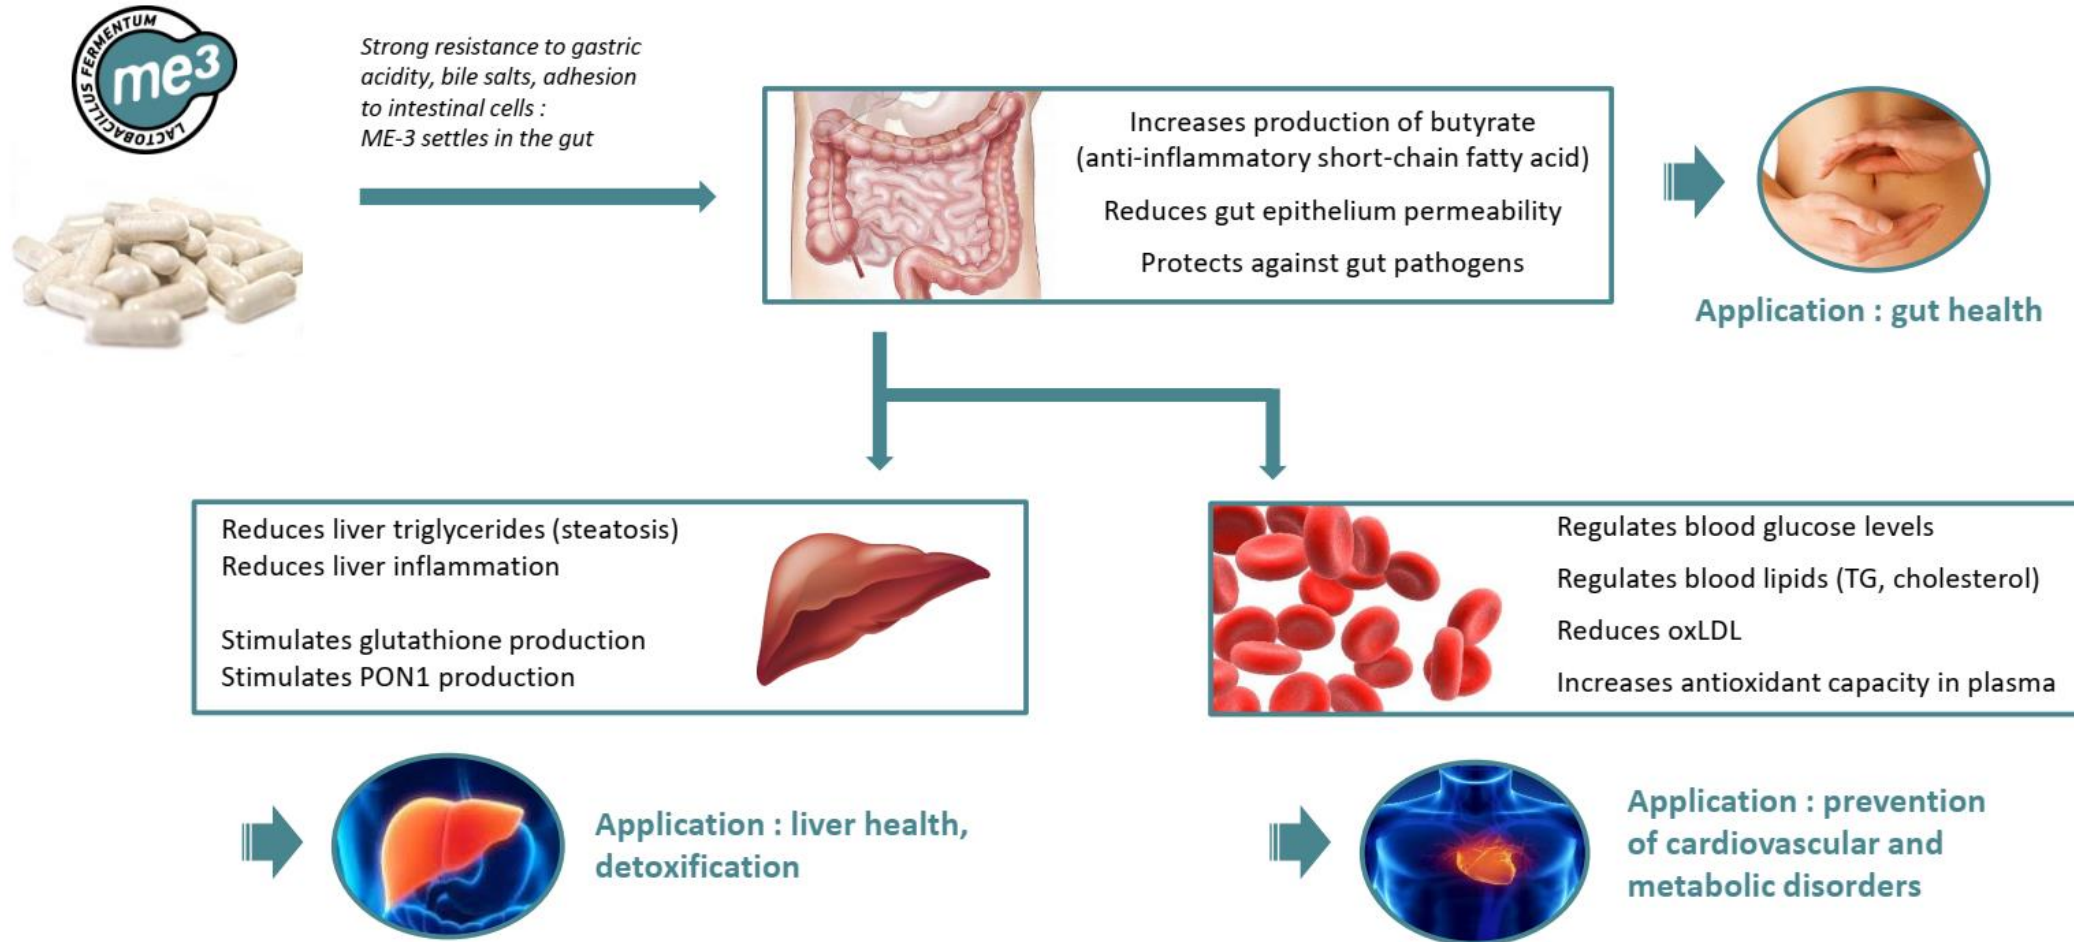 LACTOBACILLUS FERMENTUM
me3
Strong resistance to gastric
acidity, bile salts, adhesion
to intestinal cells :
ME-3 settles in the gut
Increases production of butyrate
(anti-inflammatory short-chain fatty acid)
Reduces gut epithelium permeability
Protects against gut pathogens
Application : gut health
Reduces liver triglycerides (steatosis)
Reduces liver inflammation
Stimulates glutathione production
Stimulates PON1 production
Regulates blood glucose levels
Regulates blood lipids (TG, cholesterol)
Reduces oxLDL
Increases antioxidant capacity in plasma
Application : liver health,
detoxification
Application : prevention
of cardiovascular and
metabolic disorders